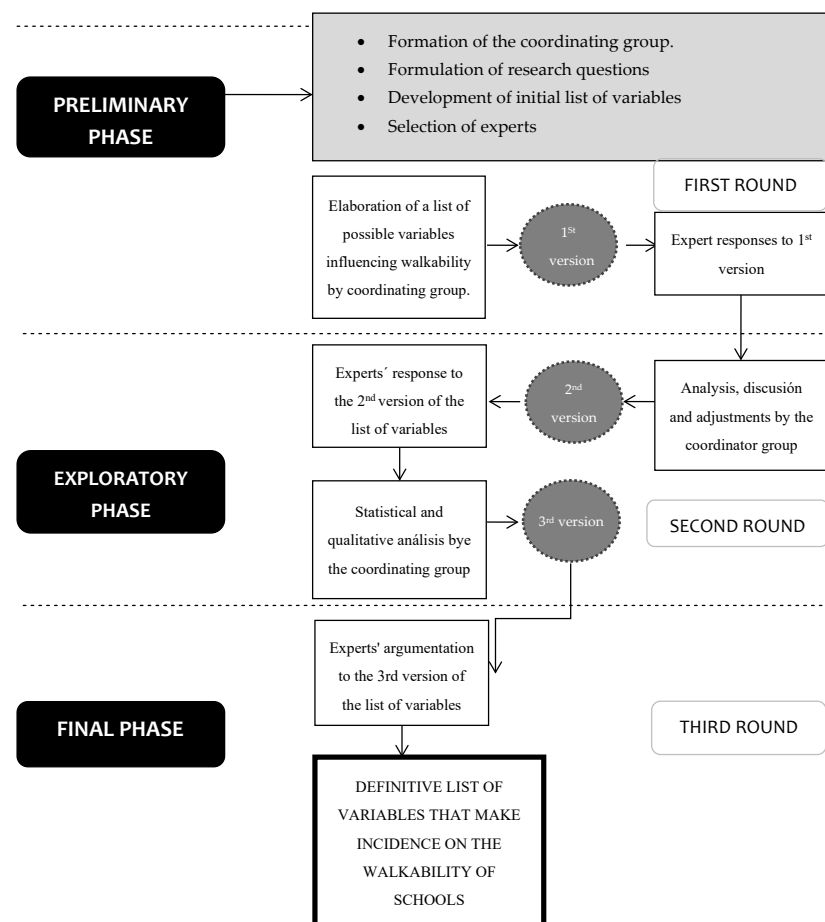 • Formation of the coordinating group.
• Formulation of research questions
• Development of initial list of variables
• Selection of experts
PRELIMINARY
PHASE
FIRST ROUND
Elaboration of a list of
possible variables
influencing walkability
by coordinating group.
1St
version
Expert responses to 1st
version
Experts´ response to
the 2nd version of the
list of variables
2nd
version
Analysis, discusión
and adjustments by the
coordinator group
EXPLORATORY
PHASE
Statistical and
qualitative análisis bye
the coordinating group
3rd version
SECOND ROUND
Experts' argumentation
to the 3rd version of
the list of variables
FINAL PHASE
THIRD ROUND
DEFINITIVE LIST OF
VARIABLES THAT MAKE
INCIDENCE ON THE
WALKABILITY OF
SCHOOLS